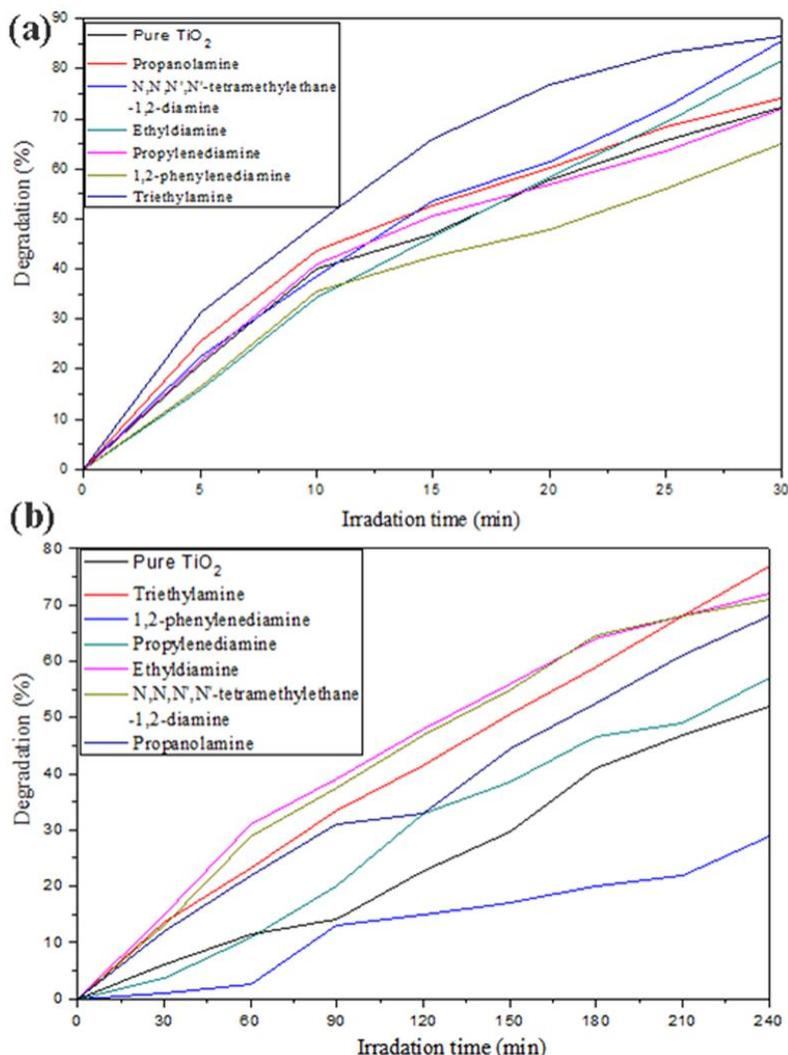 (a)
90
80
70
60
50
40
30
20
10
0
Degradation (%)
Pure TiO₂
Propanolamine
N,N,N',N'-tetramethylethane
-1,2-diamine
Ethyldiamine
Propylenediamine
1,2-phenylenediamine
Triethylamine
0 5 10 15 20 25 30
Irradation time (min)
(b)
80
70
60
50
40
30
20
10
0
Degradation (%)
Pure TiO₂
Triethylamine
1,2-phenylenediamine
Propylenediamine
Ethyldiamine
N,N,N',N'-tetramethylethane
-1,2-diamine
Propanolamine
0 30 60 90 120 150 180 210 240
Irradation time (min)